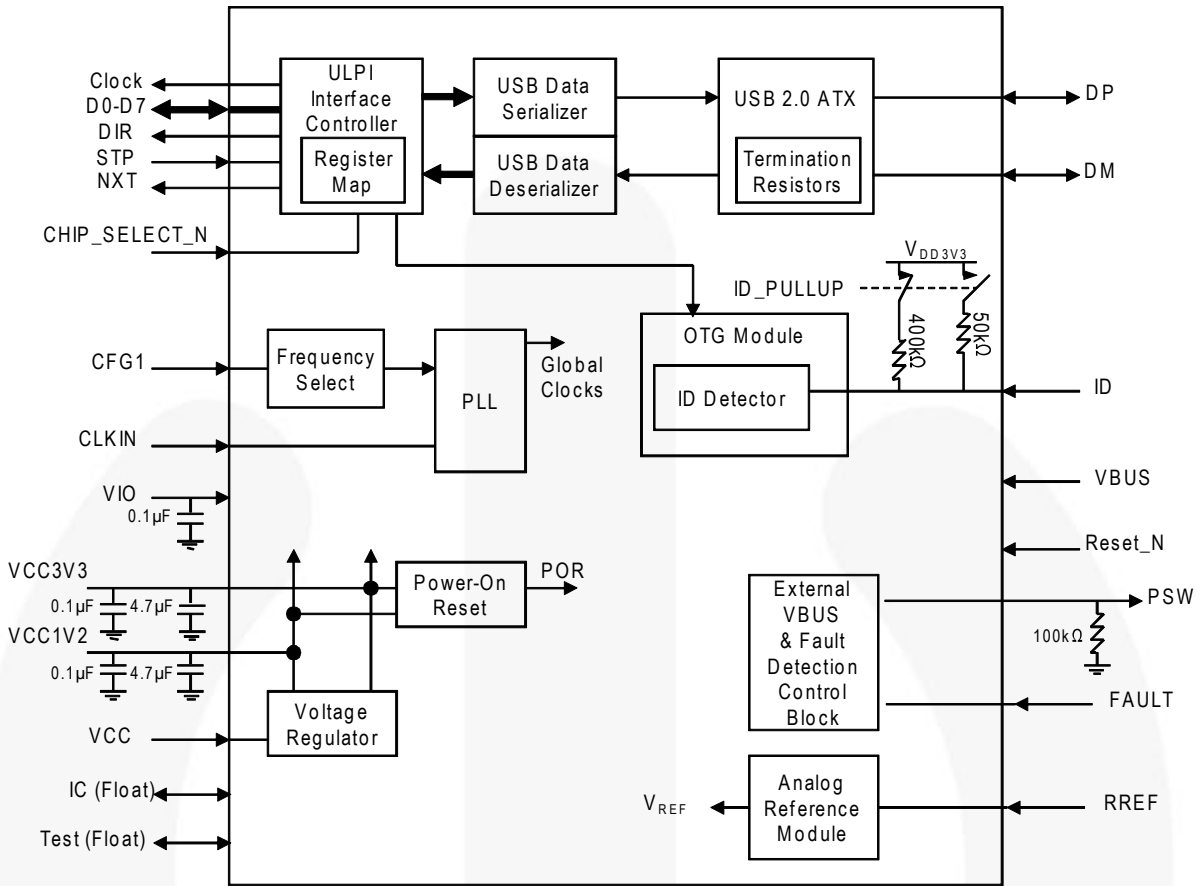 Clock
D0-D7
DIR
STP
NXT
CHIP_SELECT_N
CFG1
CLKIN
VIO
0.1µF
VCC3V3
0.1µF
4.7µF
VCC1V2
0.1µF
4.7µF
VCC
IC (Float)
Test (Float)
ULPI
Interface
Controller
Register
Map
USB Data
Serializer
USB Data
Deserializer
USB 2.0 ATX
Termination
Resistors
DP
DM
VDD3V3
ID_PULLUP
400kΩ
50kΩ
OTG Module
ID Detector
ID
Frequency
Select
PLL
Global
Clocks
VBUS
Reset_N
Power-On
Reset
POR
Voltage
Regulator
External
VBUS
& Fault
Detection
Control
Block
PSW
100kΩ
FAULT
Analog
Reference
Module
VREF
RREF